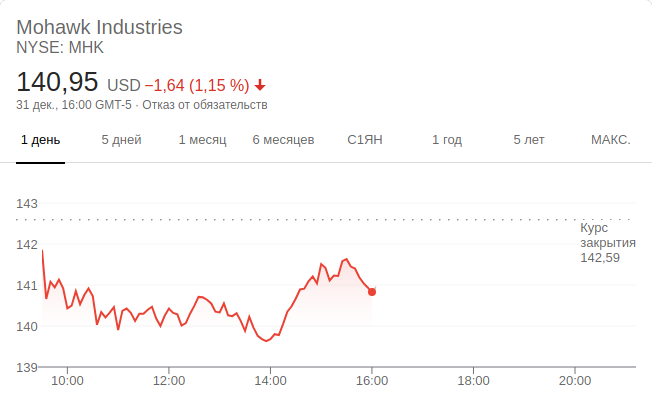 Mohawk Industries
NYSE: MHK
140,95 USD −1,64 (1,15 %)
31 дек., 16:00 GMT-5 · Отказ от обязательств
1 день 5 дней 1 месяц 6 месяцев С1ЯН 1 год 5 лет МАКС.
143
Курс
закрытия
142,59
142
141
140
139
10:00 12:00 14:00 16:00 18:00 20:00